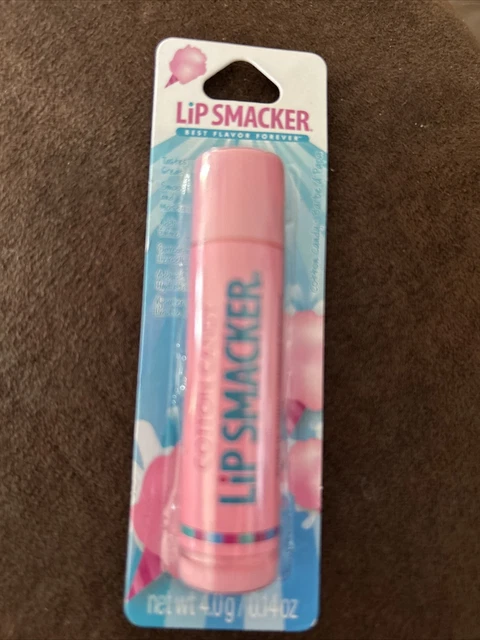 LiP SMACKER
BEST FLAVOR FOREVER
COTTON CANDY
LiP SMACKER
net wt 4.0 g / 0.14 oz